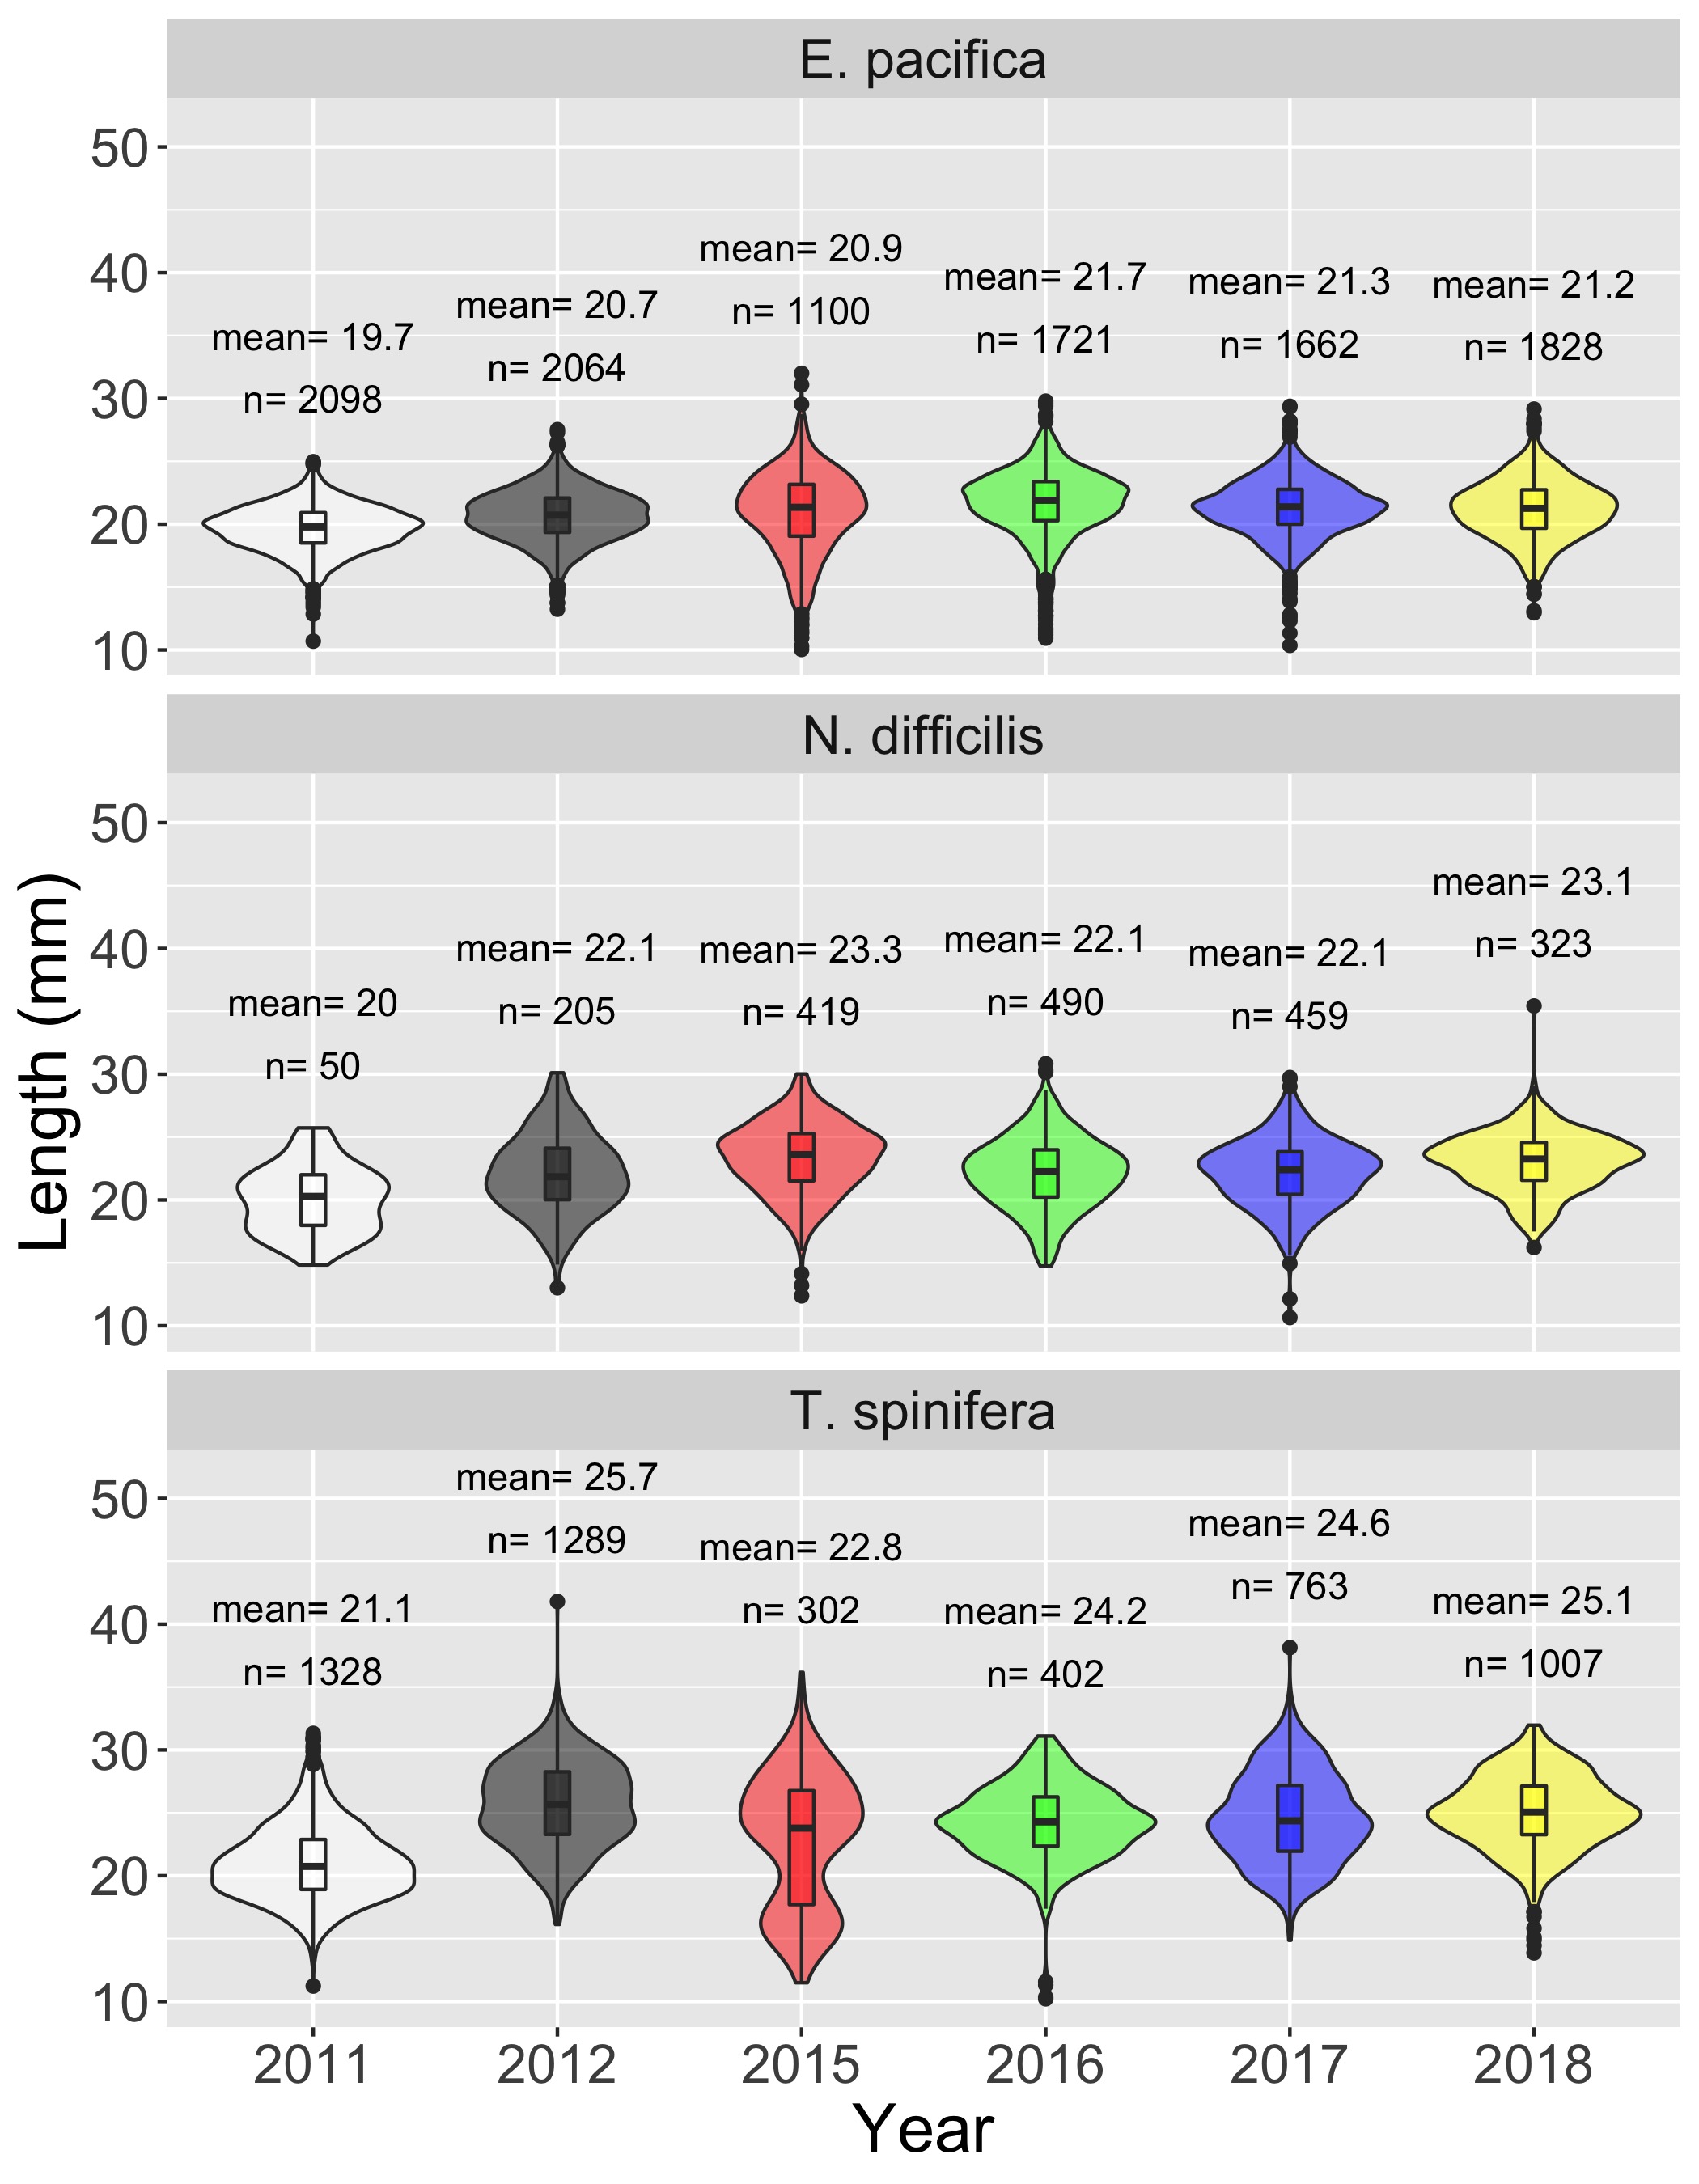 E. pacifica
50
40
30
20
10
mean= 19.7
n= 2098
mean= 20.7
n= 2064
mean= 20.9
n= 1100
mean= 21.7
n= 1721
mean= 21.3
n= 1662
mean= 21.2
n= 1828
N. difficilis
Length (mm)
50
40
30
20
10
mean= 20
n= 50
mean= 22.1
n= 205
mean= 23.3
n= 419
mean= 22.1
n= 490
mean= 22.1
n= 459
mean= 23.1
n= 323
T. spinifera
50
40
30
20
10
mean= 21.1
n= 1328
mean= 25.7
n= 1289
mean= 22.8
n= 302
mean= 24.2
n= 402
mean= 24.6
n= 763
mean= 25.1
n= 1007
2011 2012 2015 2016 2017 2018
Year